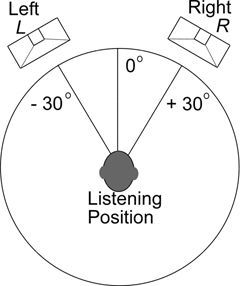 Left
L
Right
R
0°
- 30°
+ 30°
Listening
Position